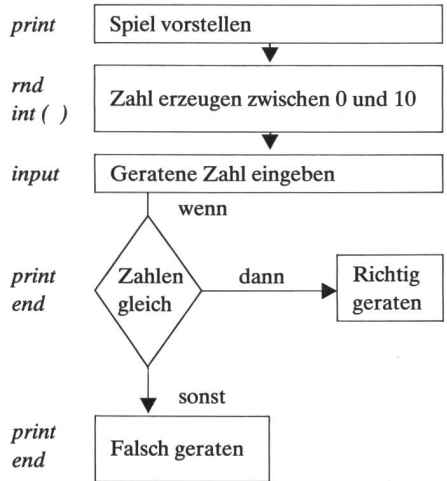 print Spiel vorstellen
rnd
int ( ) Zahl erzeugen zwischen 0 und 10
input Geratene Zahl eingeben
wenn
print Zahlen dann Richtig
end gleich geraten
sonst
print Falsch geraten
end